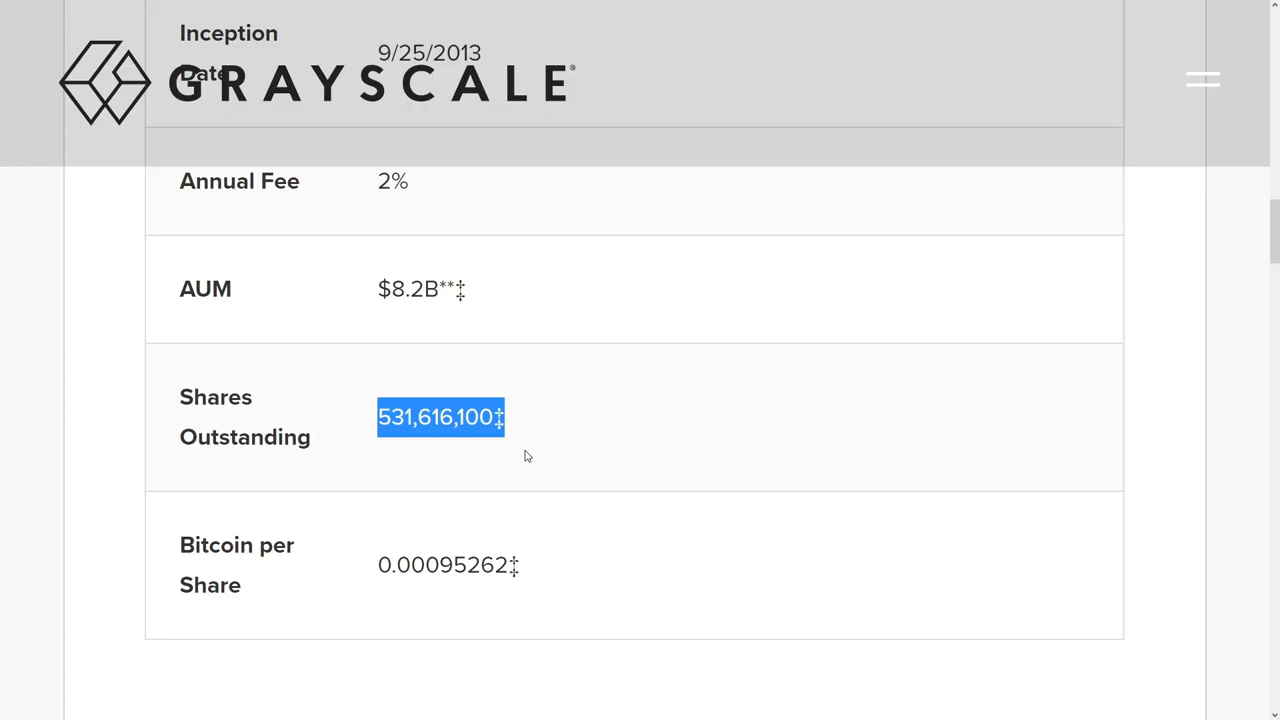 Inception
Date
9/25/2013
GRAYSCALE®
Annual Fee
2%
AUM
$8.2B**‡
Shares
Outstanding
531,616,100‡
Bitcoin per
Share
0.00095262‡